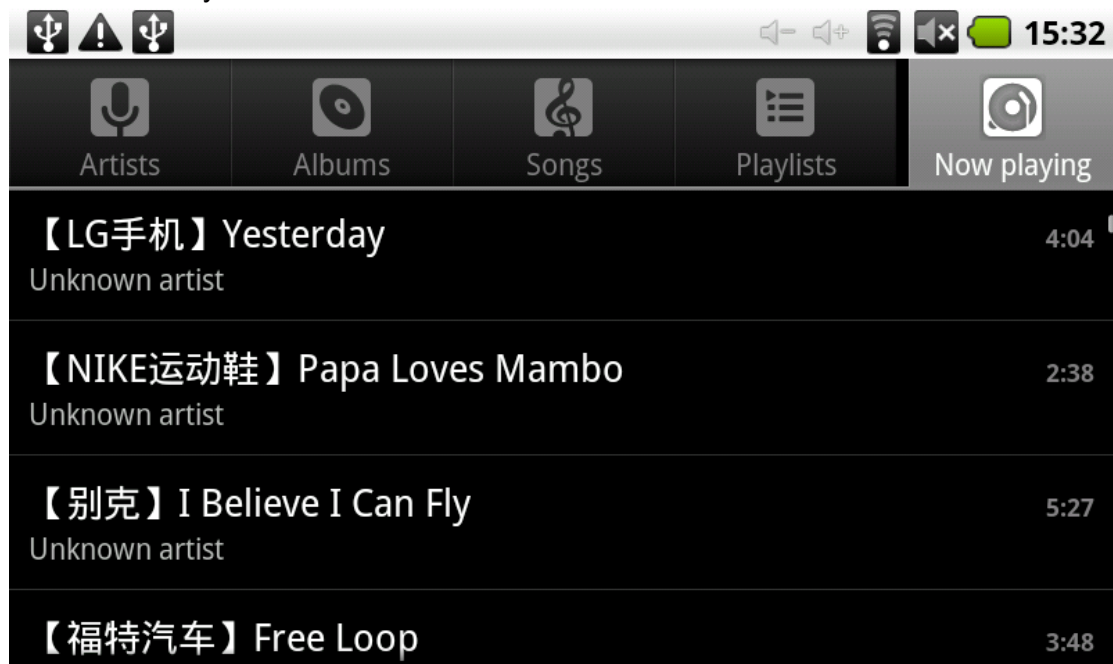 15:32
Artists Albums Songs Playlists Now playing
【LG手机】Yesterday 4:04
Unknown artist
【NIKE运动鞋】Papa Loves Mambo 2:38
Unknown artist
【别克】I Believe I Can Fly 5:27
Unknown artist
【福特汽车】Free Loop 3:48